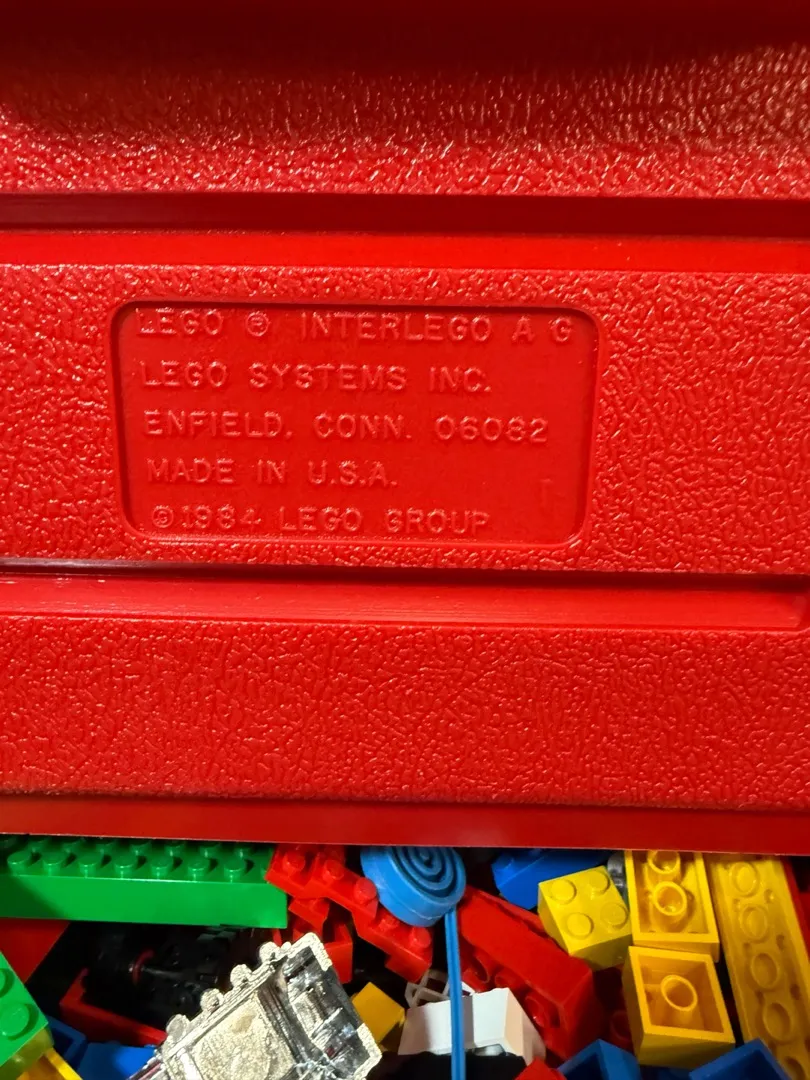 LEGO ® INTERLEGO A G
LEGO SYSTEMS INC.
ENFIELD, CONN. 06082
MADE IN U.S.A.
©1984 LEGO GROUP